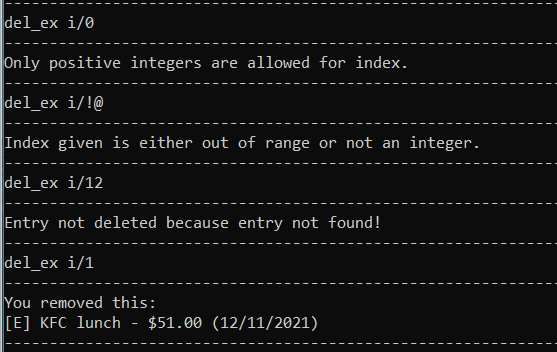 del_ex i/0
Only positive integers are allowed for index.
del_ex i/!@
Index given is either out of range or not an integer.
del_ex i/12
Entry not deleted because entry not found!
del_ex i/1
You removed this:
[E] KFC lunch - $51.00 (12/11/2021)